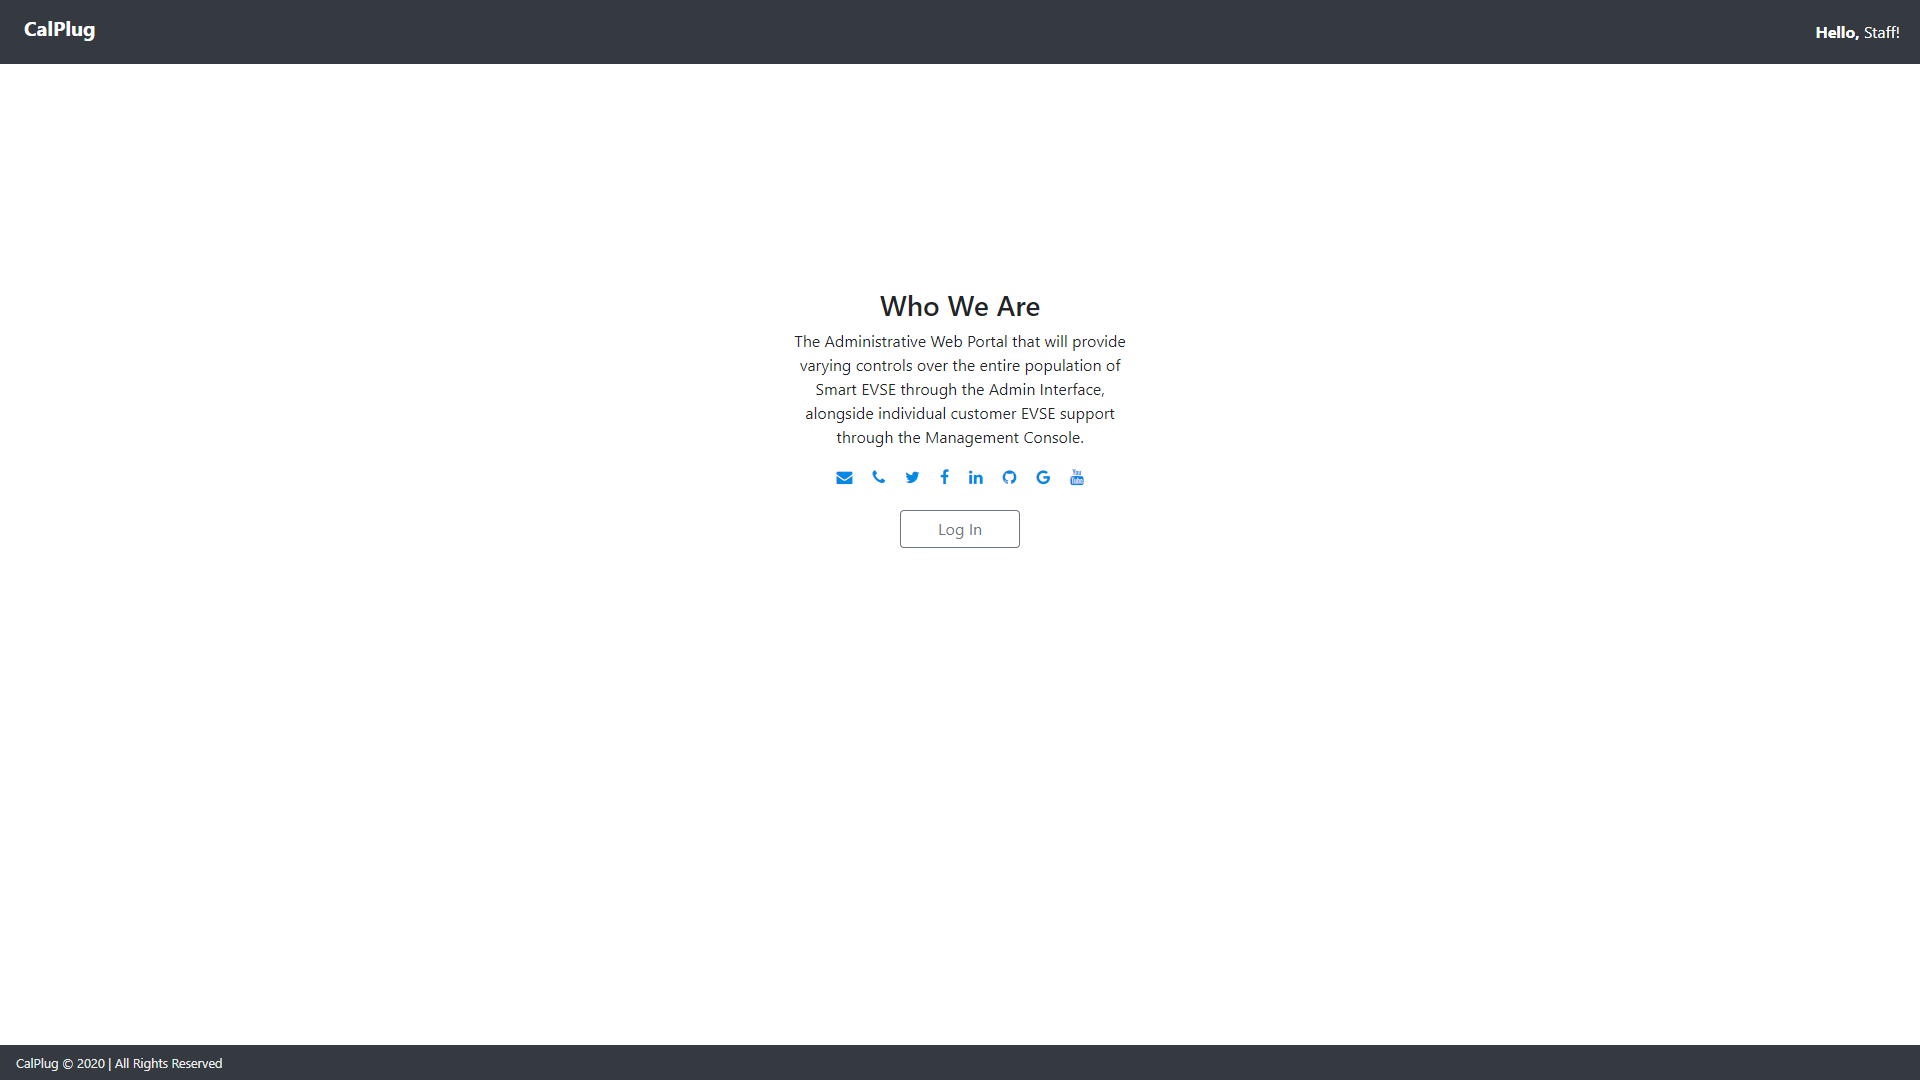 CalPlug
Hello, Staff!
Who We Are
The Administrative Web Portal that will provide
varying controls over the entire population of
Smart EVSE through the Admin Interface,
alongside individual customer EVSE support
through the Management Console.
You Tube
Log In
CalPlug © 2020 | All Rights Reserved